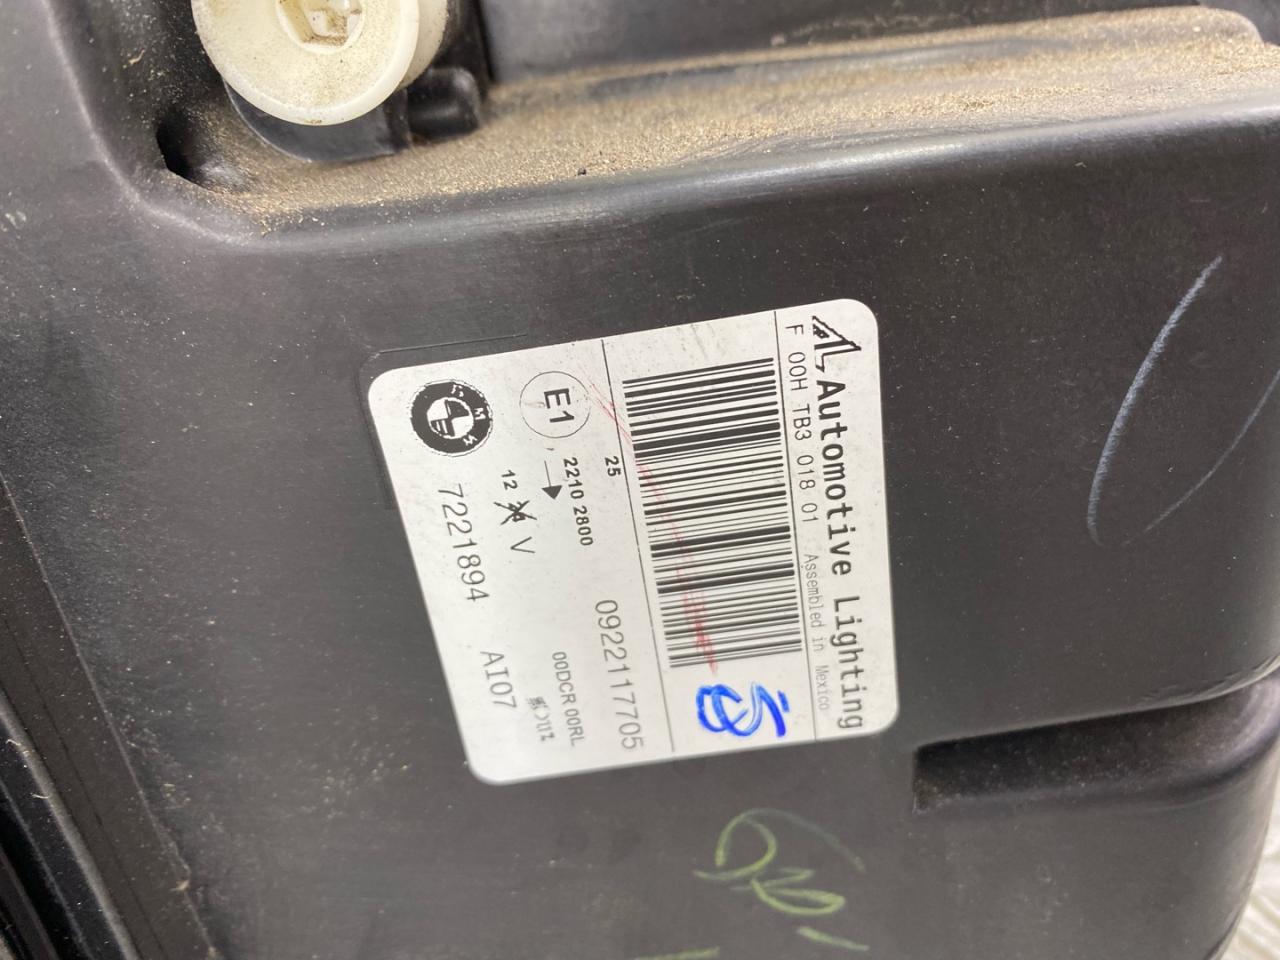 Automotive Lighting
F 00H TB3 018 01 Assembled in Mexico
0922117705
25
2210 2800
00DCR 00RL
E1
12 V
7221894 AI07
BMW